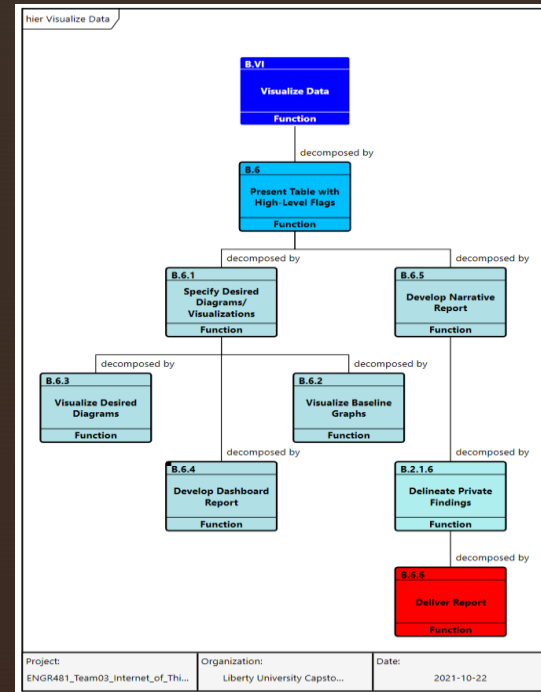 hier Visualize Data
B.VI
Visualize Data
Function
decomposed by
B.6
Present Table with
High-Level Flags
Function
decomposed by
decomposed by
B.6.1
Specify Desired
Diagrams/
Visualizations
Function
B.6.5
Develop Narrative
Report
Function
decomposed by
decomposed by
B.6.3
Visualize Desired
Diagrams
Function
B.6.2
Visualize Baseline
Graphs
Function
decomposed by
decomposed by
B.6.4
Develop Dashboard
Report
Function
B.2.1.6
Delineate Private
Findings
Function
decomposed by
B.6.6
Deliver Report
Function
Project:
ENGR481_Team03_Internet_of_Thi...
Organization:
Liberty University Capsto...
Date:
2021-10-22